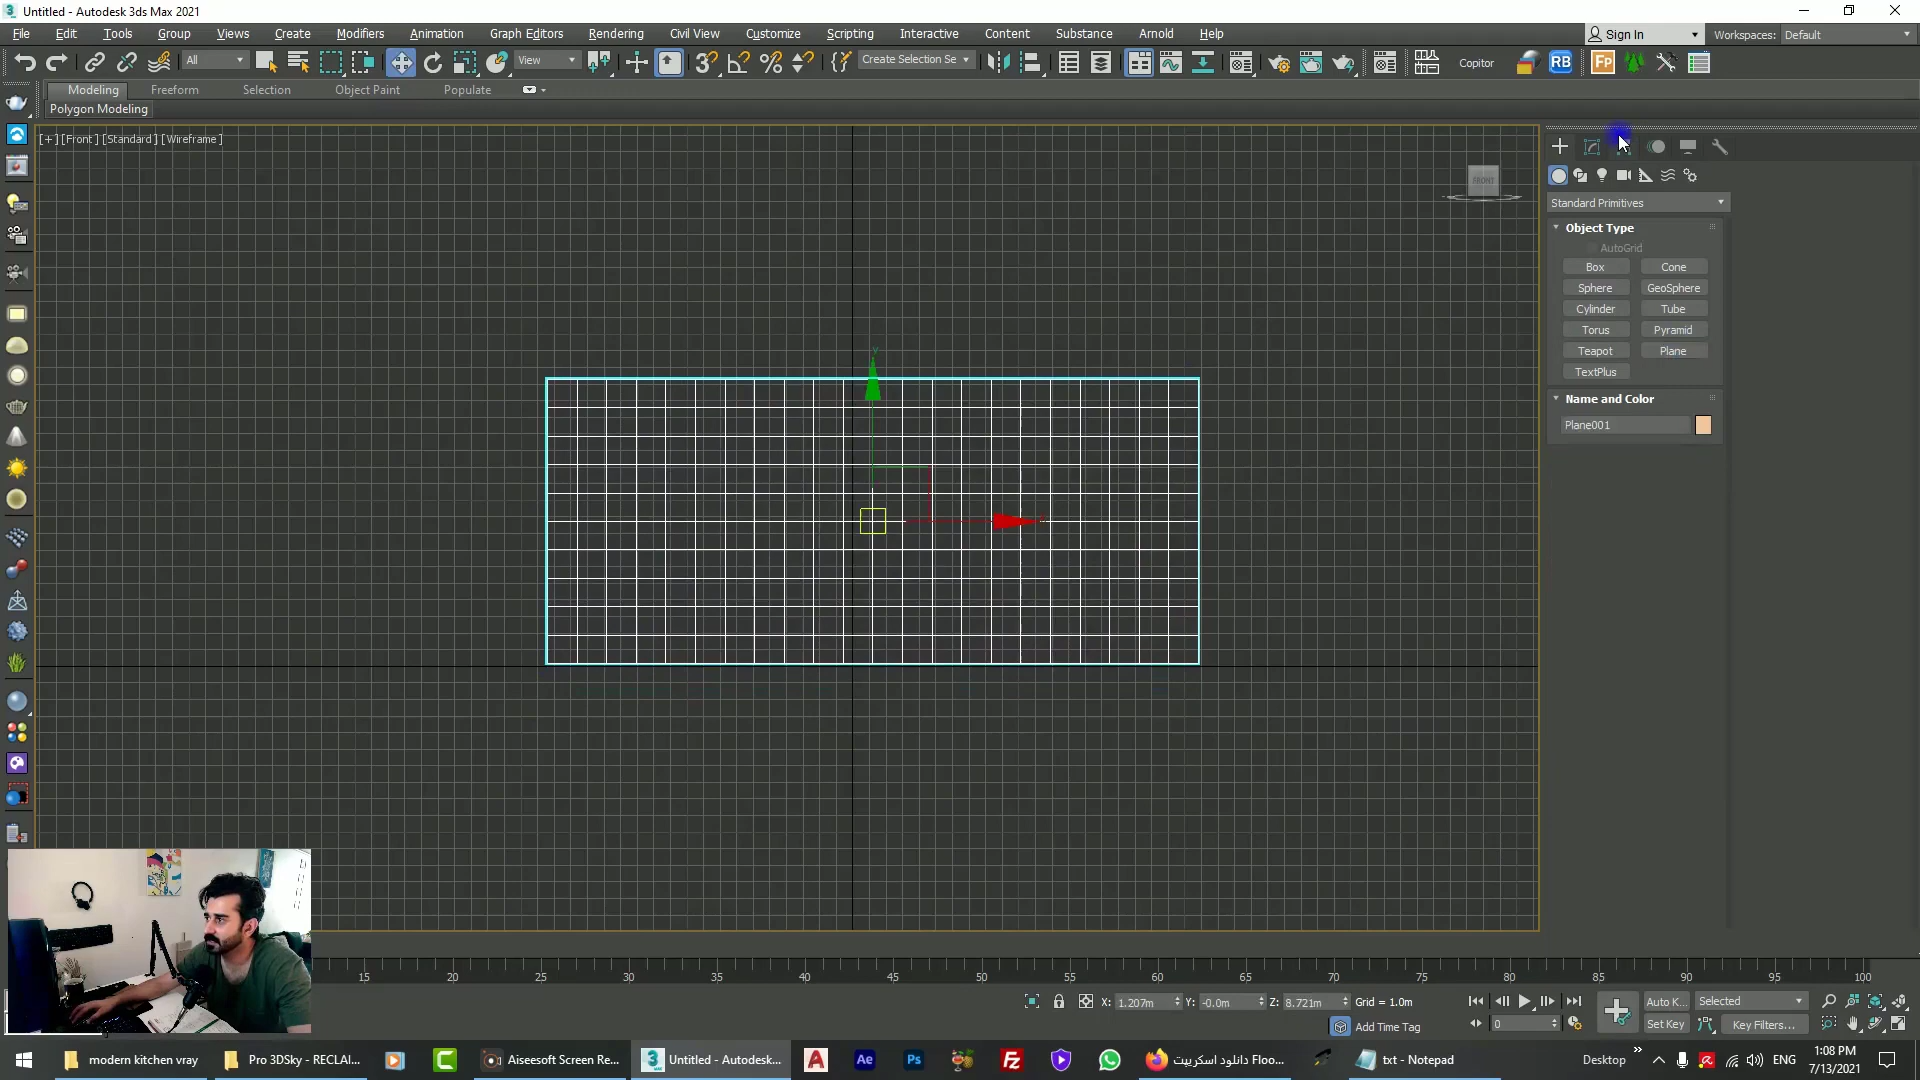 Untitled - Autodesk 3ds Max 2021
File Edit Tools Group Views Create Modifiers Animation Graph Editors Rendering Civil View Customize Scripting Interactive Content Substance Arnold Help
Sign In Workspaces: Default
All View Create Selection Se Copitor RB Fp
Modeling Freeform Selection Object Paint Populate
Polygon Modeling
[+] [Front] [Standard] [Wireframe]
FRONT
Standard Primitives
Object Type
AutoGrid
Box Cone
Sphere GeoSphere
Cylinder Tube
Torus Pyramid
Teapot Plane
TextPlus
Name and Color
Plane001
15 20 25 30 35 40 45 50 55 60 65 70 75 80 85 90 95 100
X: 1.207m Y: -0.0m Z: 8.721m Grid = 1.0m Auto K... Selected
Add Time Tag 0 Set Key Key Filters...
modern kitchen vray Pro 3DSky - RECLAI... Aiseesoft Screen Re... Untitled - Autodesk... Ae Ps دانلود اسکریپت Floo... txt - Notepad Desktop ENG
1:08 PM
7/13/2021